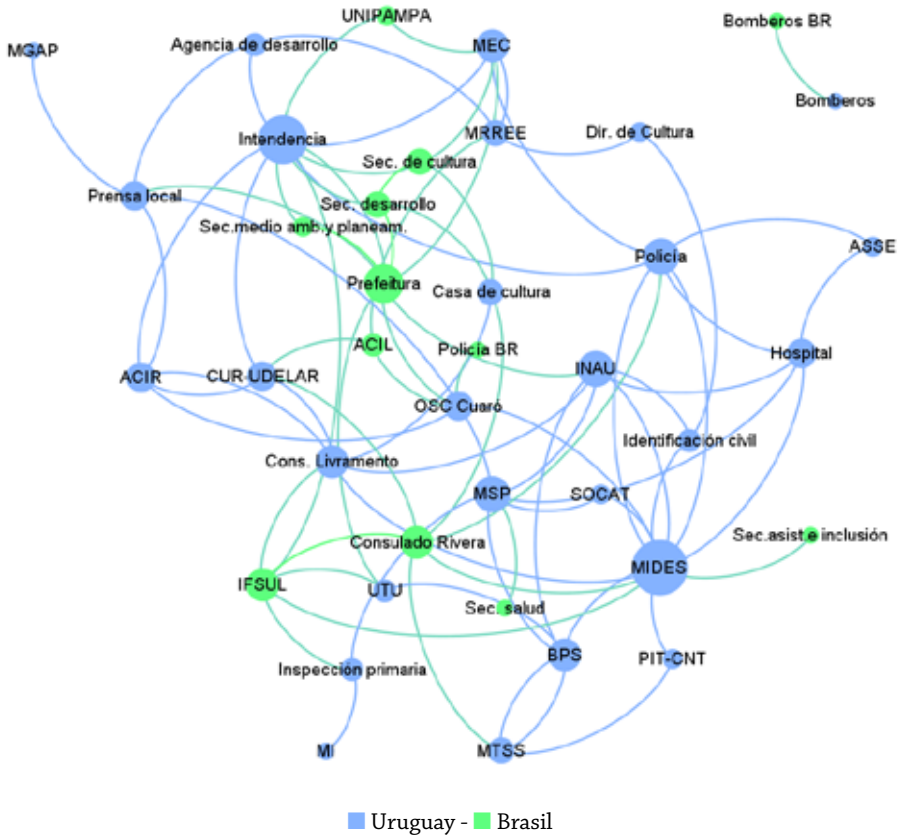 UNIPAMPA
Bomberos BR
MGAP
Agencia de desarrollo
MEC
Bomberos
Intendencia
MRREE
Dir. de Cultura
Sec. de cultura
Prensa local
Sec. desarrollo
Sec.medio amb.y planeam.
Policía
ASSE
Prefeitura
Casa de cultura
ACIL
Policía BR
Hospital
ACIR
CUR-UDELAR
INAU
OSC Cuaró
Identificación civil
Cons. Livramento
MSP
SOCAT
Consulado Rivera
Sec.asist.e inclusión
MIDES
IFSUL
UTU
Sec. salud
BPS
PIT-CNT
Inspección primaria
MI
MTSS
Uruguay - Brasil